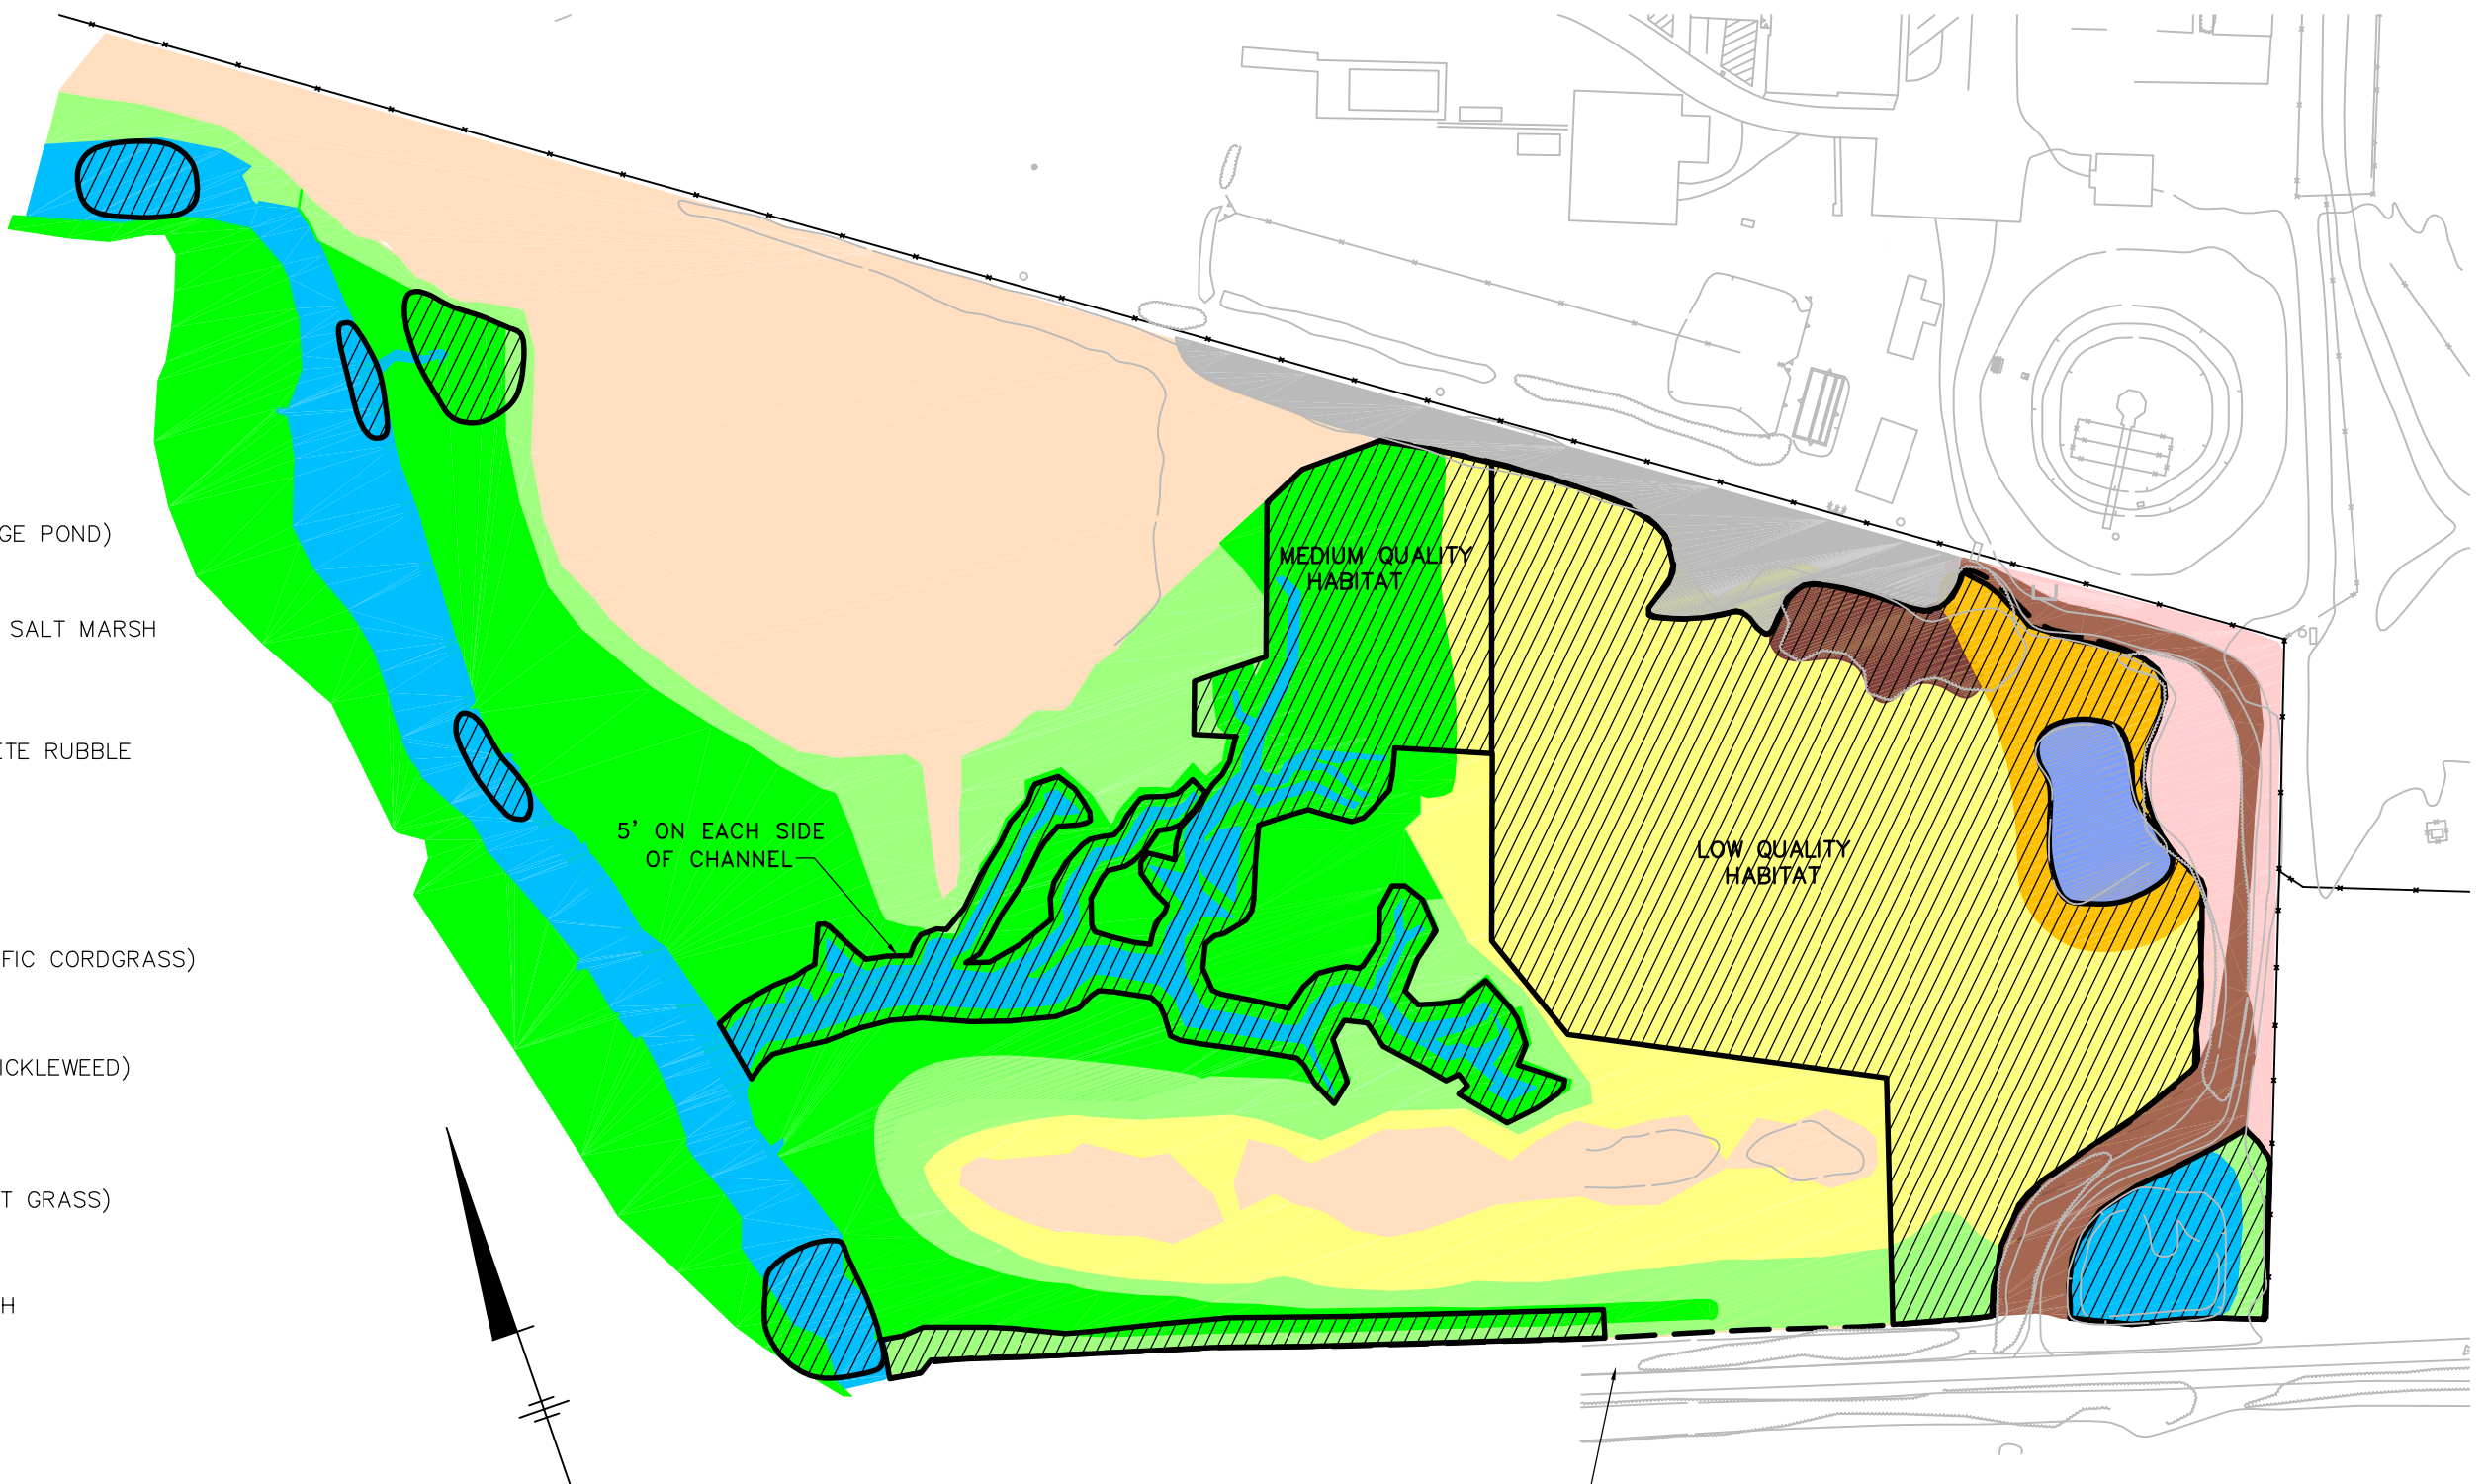 GE POND)
SALT MARSH
TE RUBBLE
FIC CORDGRASS)
ICKLEWEED)
T GRASS)
H
MEDIUM QUALITY
HABITAT
5' ON EACH SIDE
OF CHANNEL
LOW QUALITY
HABITAT